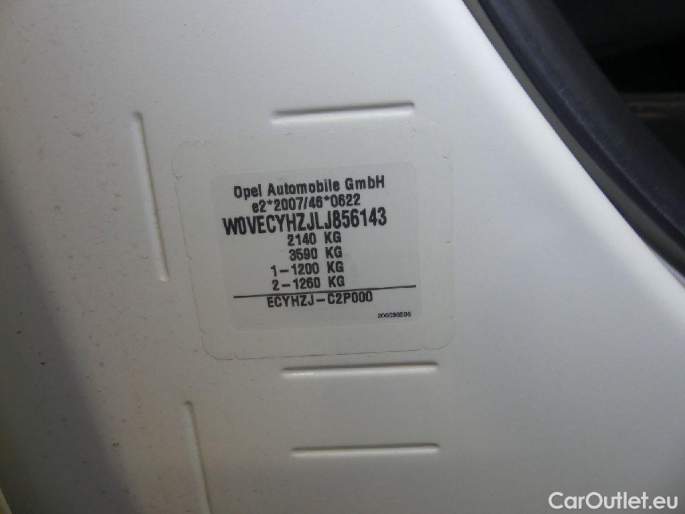 Opel Automobile GmbH
e2*2007/46*0622
W0VECYHZJLJ856143
2140 KG
3590 KG
1-1200 KG
2-1260 KG
ECYHZJ-C2P000
CarOutlet.eu